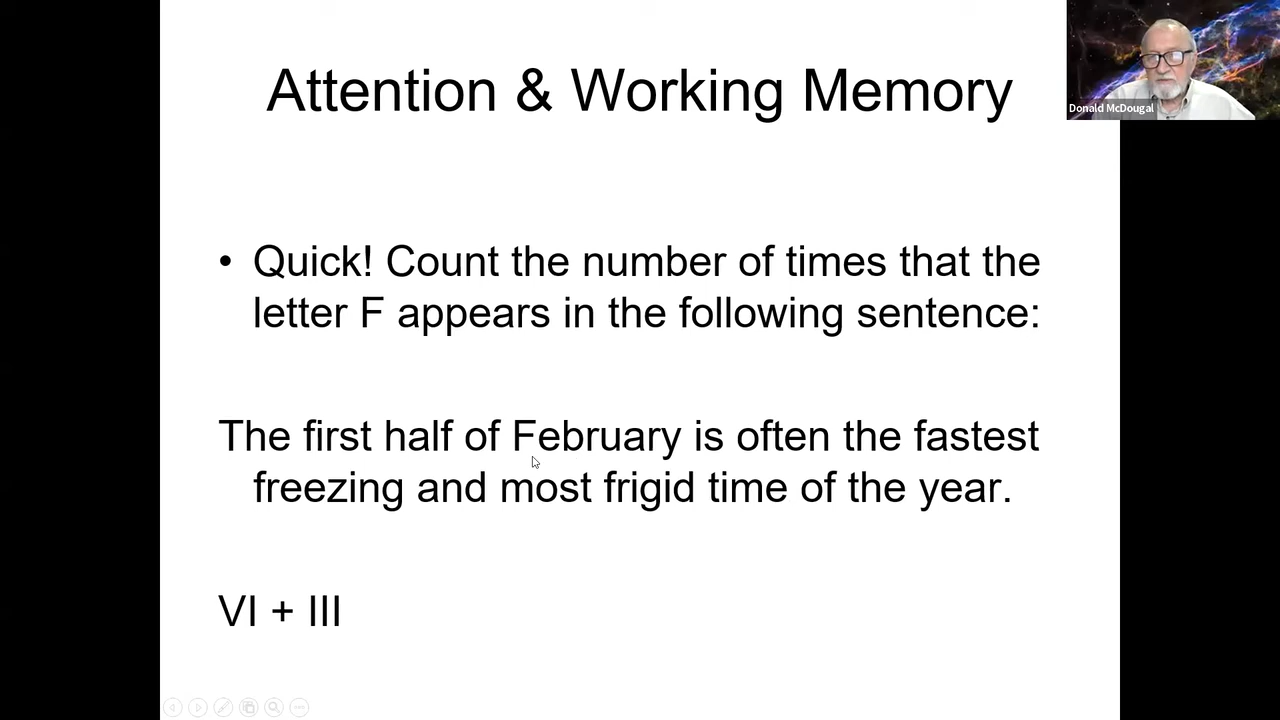 Attention & Working Memory
Donald McDougal
• Quick! Count the number of times that the
letter F appears in the following sentence:
The first half of February is often the fastest
freezing and most frigid time of the year.
VI + III